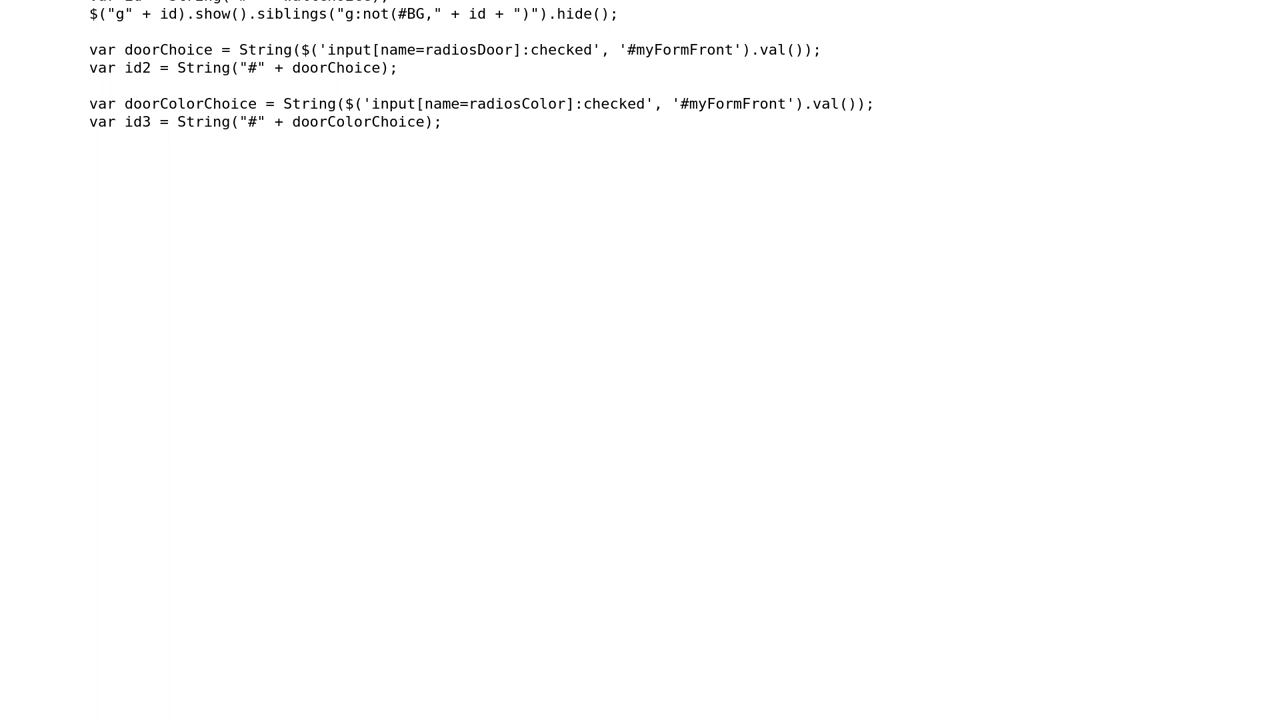 $("g" + id).show().siblings("g:not(#BG," + id + ")").hide();
var doorChoice = String($('input[name=radiosDoor]:checked', '#myFormFront').val());
var id2 = String("#" + doorChoice);
var doorColorChoice = String($('input[name=radiosColor]:checked', '#myFormFront').val());
var id3 = String("#" + doorColorChoice);